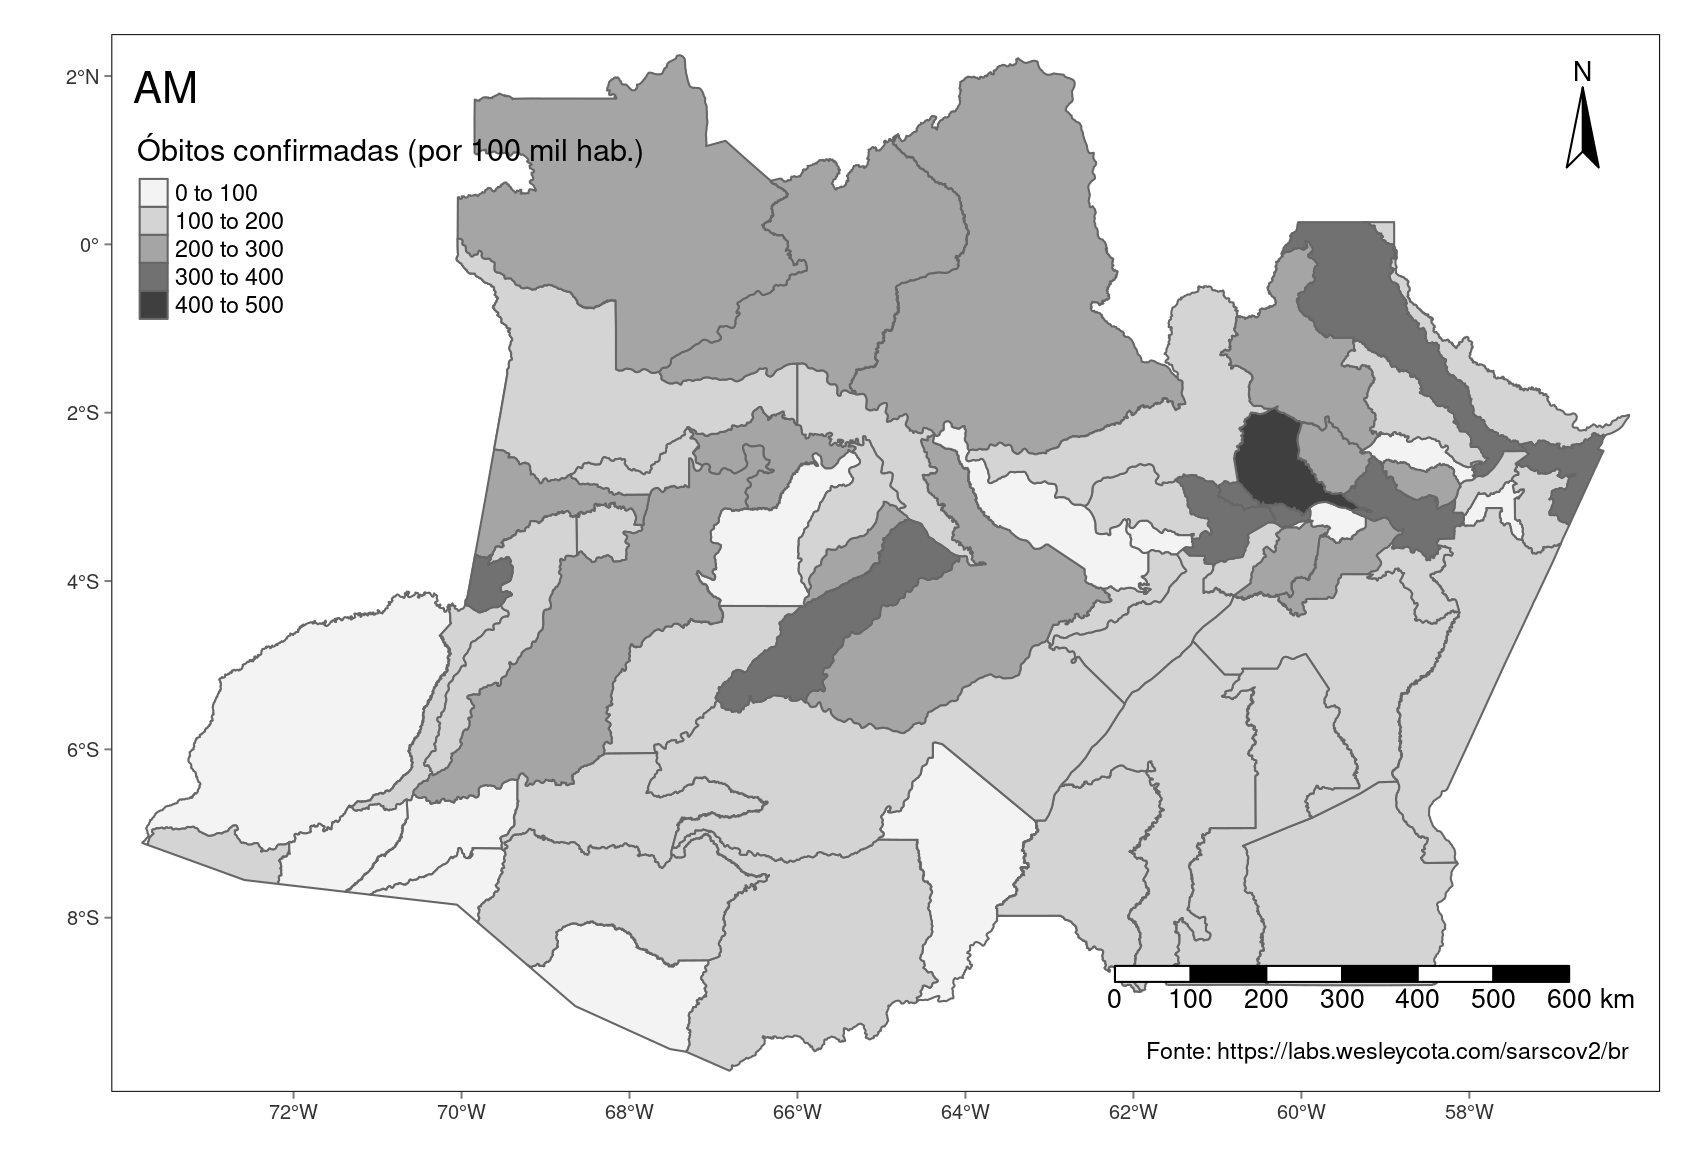 AM
N
Óbitos confirmadas (por 100 mil hab.)
0 to 100
100 to 200
200 to 300
300 to 400
400 to 500
2°N
0°
2°S
4°S
6°S
8°S
0 100 200 300 400 500 600 km
Fonte: https://labs.wesleycota.com/sarscov2/br
72°W 70°W 68°W 66°W 64°W 62°W 60°W 58°W